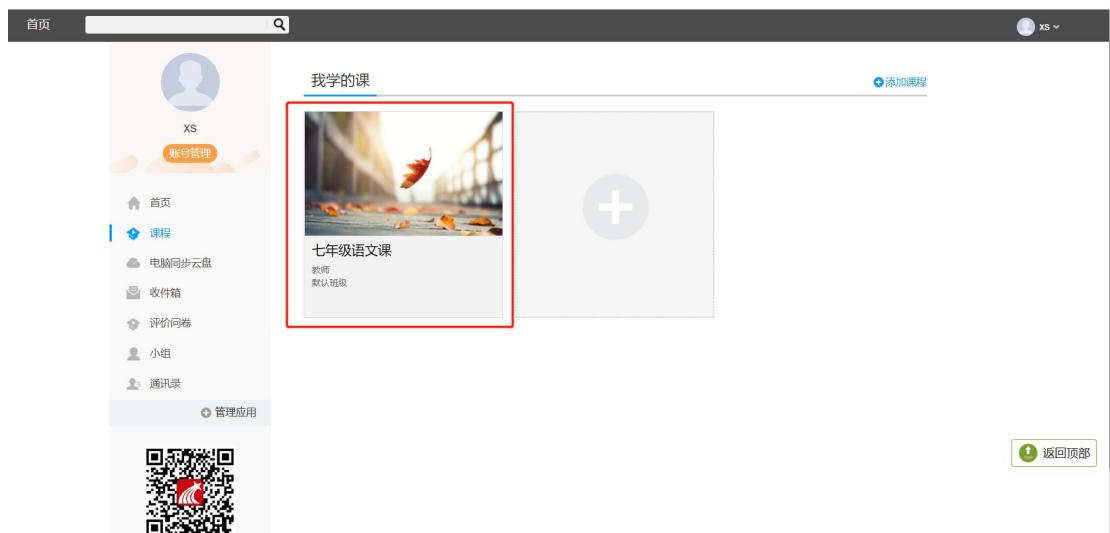 首页
xs
xs
账号管理
首页
课程
电脑同步云盘
收件箱
评价问卷
小组
通讯录
管理应用
我学的课
添加课程
七年级语文课
教师
默认班级
返回顶部